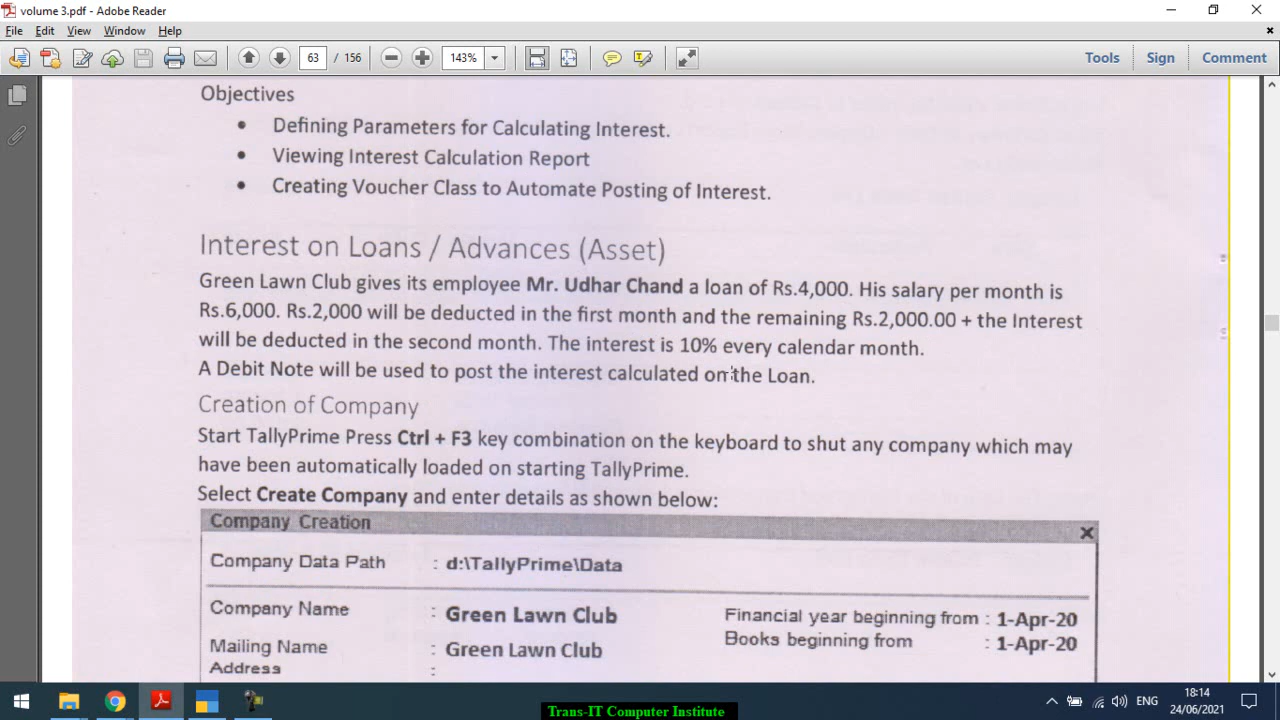 volume 3.pdf - Adobe Reader
File Edit View Window Help
63 / 156 143% Tools Sign Comment
Objectives
• Defining Parameters for Calculating Interest.
• Viewing Interest Calculation Report
• Creating Voucher Class to Automate Posting of Interest.
Interest on Loans / Advances (Asset)
Green Lawn Club gives its employee Mr. Udhar Chand a loan of Rs.4,000. His salary per month is
Rs.6,000. Rs.2,000 will be deducted in the first month and the remaining Rs.2,000.00 + the Interest
will be deducted in the second month. The interest is 10% every calendar month.
A Debit Note will be used to post the interest calculated on the Loan.
Creation of Company
Start TallyPrime Press Ctrl + F3 key combination on the keyboard to shut any company which may
have been automatically loaded on starting TallyPrime.
Select Create Company and enter details as shown below:
Company Creation
Company Data Path : d:\TallyPrime\Data
Company Name : Green Lawn Club Financial year beginning from : 1-Apr-20
Books beginning from : 1-Apr-20
Mailing Name : Green Lawn Club
Address :
ENG 18:14
24/06/2021
Trans-IT Computer Institute